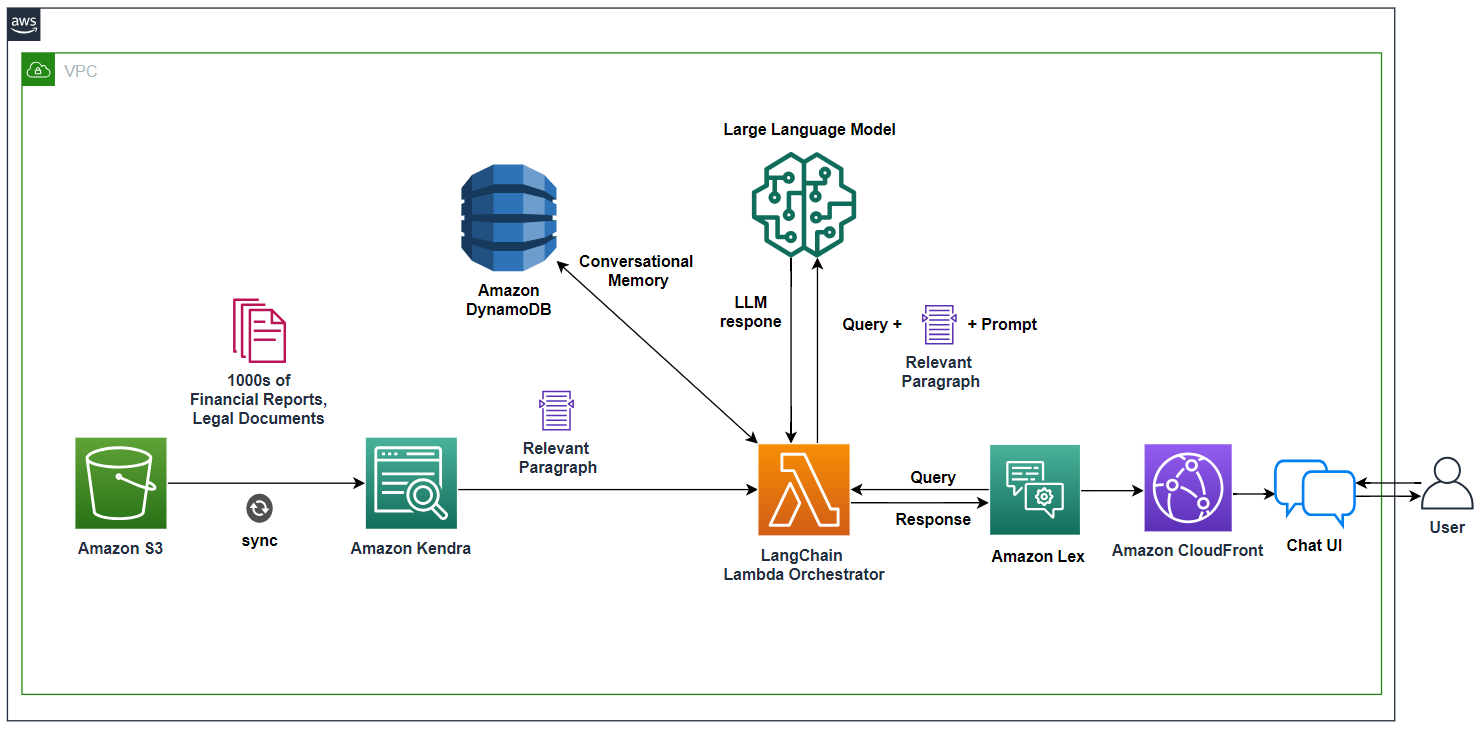 aws
VPC
Large Language Model
Conversational
Memory
Amazon
DynamoDB
LLM
respone
Query +
+ Prompt
Relevant
Paragraph
1000s of
Financial Reports,
Legal Documents
Relevant
Paragraph
sync
Query
Response
Amazon S3
Amazon Kendra
LangChain
Lambda Orchestrator
Amazon Lex
Amazon CloudFront
Chat UI
User